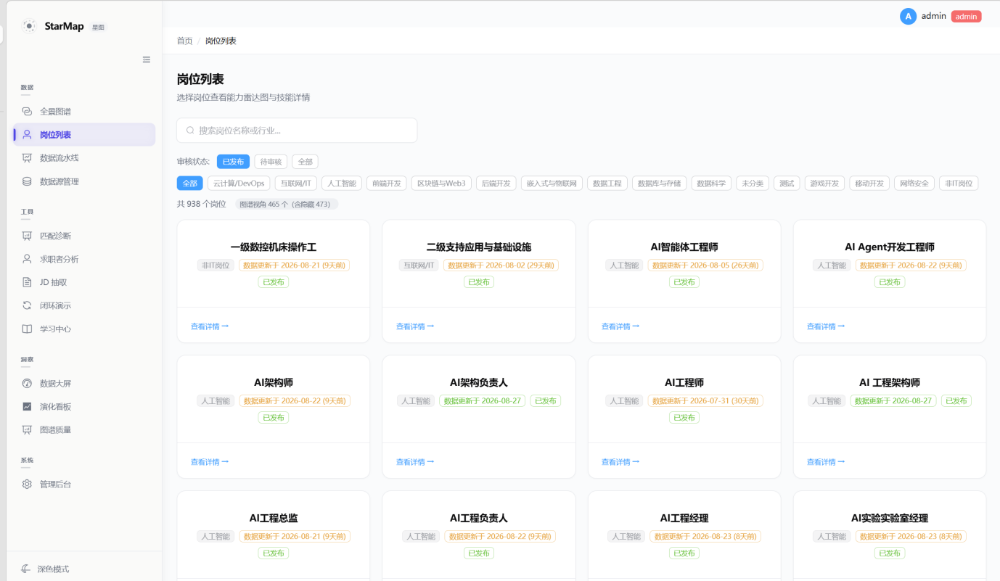 StarMap 星图
A admin admin
首页 / 岗位列表
数据
全景图谱
岗位列表
数据流水线
数据源管理
工具
匹配诊断
求职者分析
JD 抽取
闭环演示
学习中心
洞察
数据大屏
演化看板
图谱质量
系统
管理后台
深色模式
岗位列表
选择岗位查看能力雷达图与技能详情
搜索岗位名称或行业...
审核状态: 已发布 待审核 全部
全部 云计算/DevOps 互联网/IT 人工智能 前端开发 区块链与Web3 后端开发 嵌入式与物联网 数据工程 数据库与存储 数据科学 未分类 测试 游戏开发 移动开发 网络安全 非IT岗位
共 938 个岗位 图谱视角 465 个（含隐藏 473）
一级数控机床操作工
非IT岗位 数据更新于 2026-08-21 (9天前)
已发布
查看详情 →
二级支持应用与基础设施
互联网/IT 数据更新于 2026-08-02 (29天前)
已发布
查看详情 →
AI智能体工程师
人工智能 数据更新于 2026-08-05 (26天前)
已发布
查看详情 →
AI Agent开发工程师
人工智能 数据更新于 2026-08-22 (9天前)
已发布
查看详情 →
AI架构师
人工智能 数据更新于 2026-08-22 (9天前)
已发布
查看详情 →
AI架构负责人
人工智能 数据更新于 2026-08-27 已发布
查看详情 →
AI工程师
人工智能 数据更新于 2026-07-31 (30天前)
已发布
查看详情 →
AI 工程架构师
人工智能 数据更新于 2026-08-27 已发布
查看详情 →
AI工程总监
人工智能 数据更新于 2026-08-21 (9天前)
已发布
AI工程负责人
人工智能 数据更新于 2026-08-22 (9天前)
已发布
AI工程经理
人工智能 数据更新于 2026-08-23 (8天前)
已发布
AI实验实验室经理
人工智能 数据更新于 2026-08-23 (8天前)
已发布